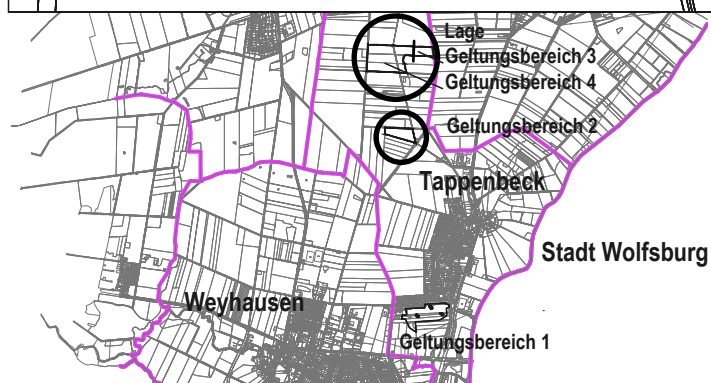 Lage
Geltungsbereich 3
Geltungsbereich 4
Geltungsbereich 2
Tappenbeck
Stadt Wolfsburg
Weyhausen
Geltungsbereich 1